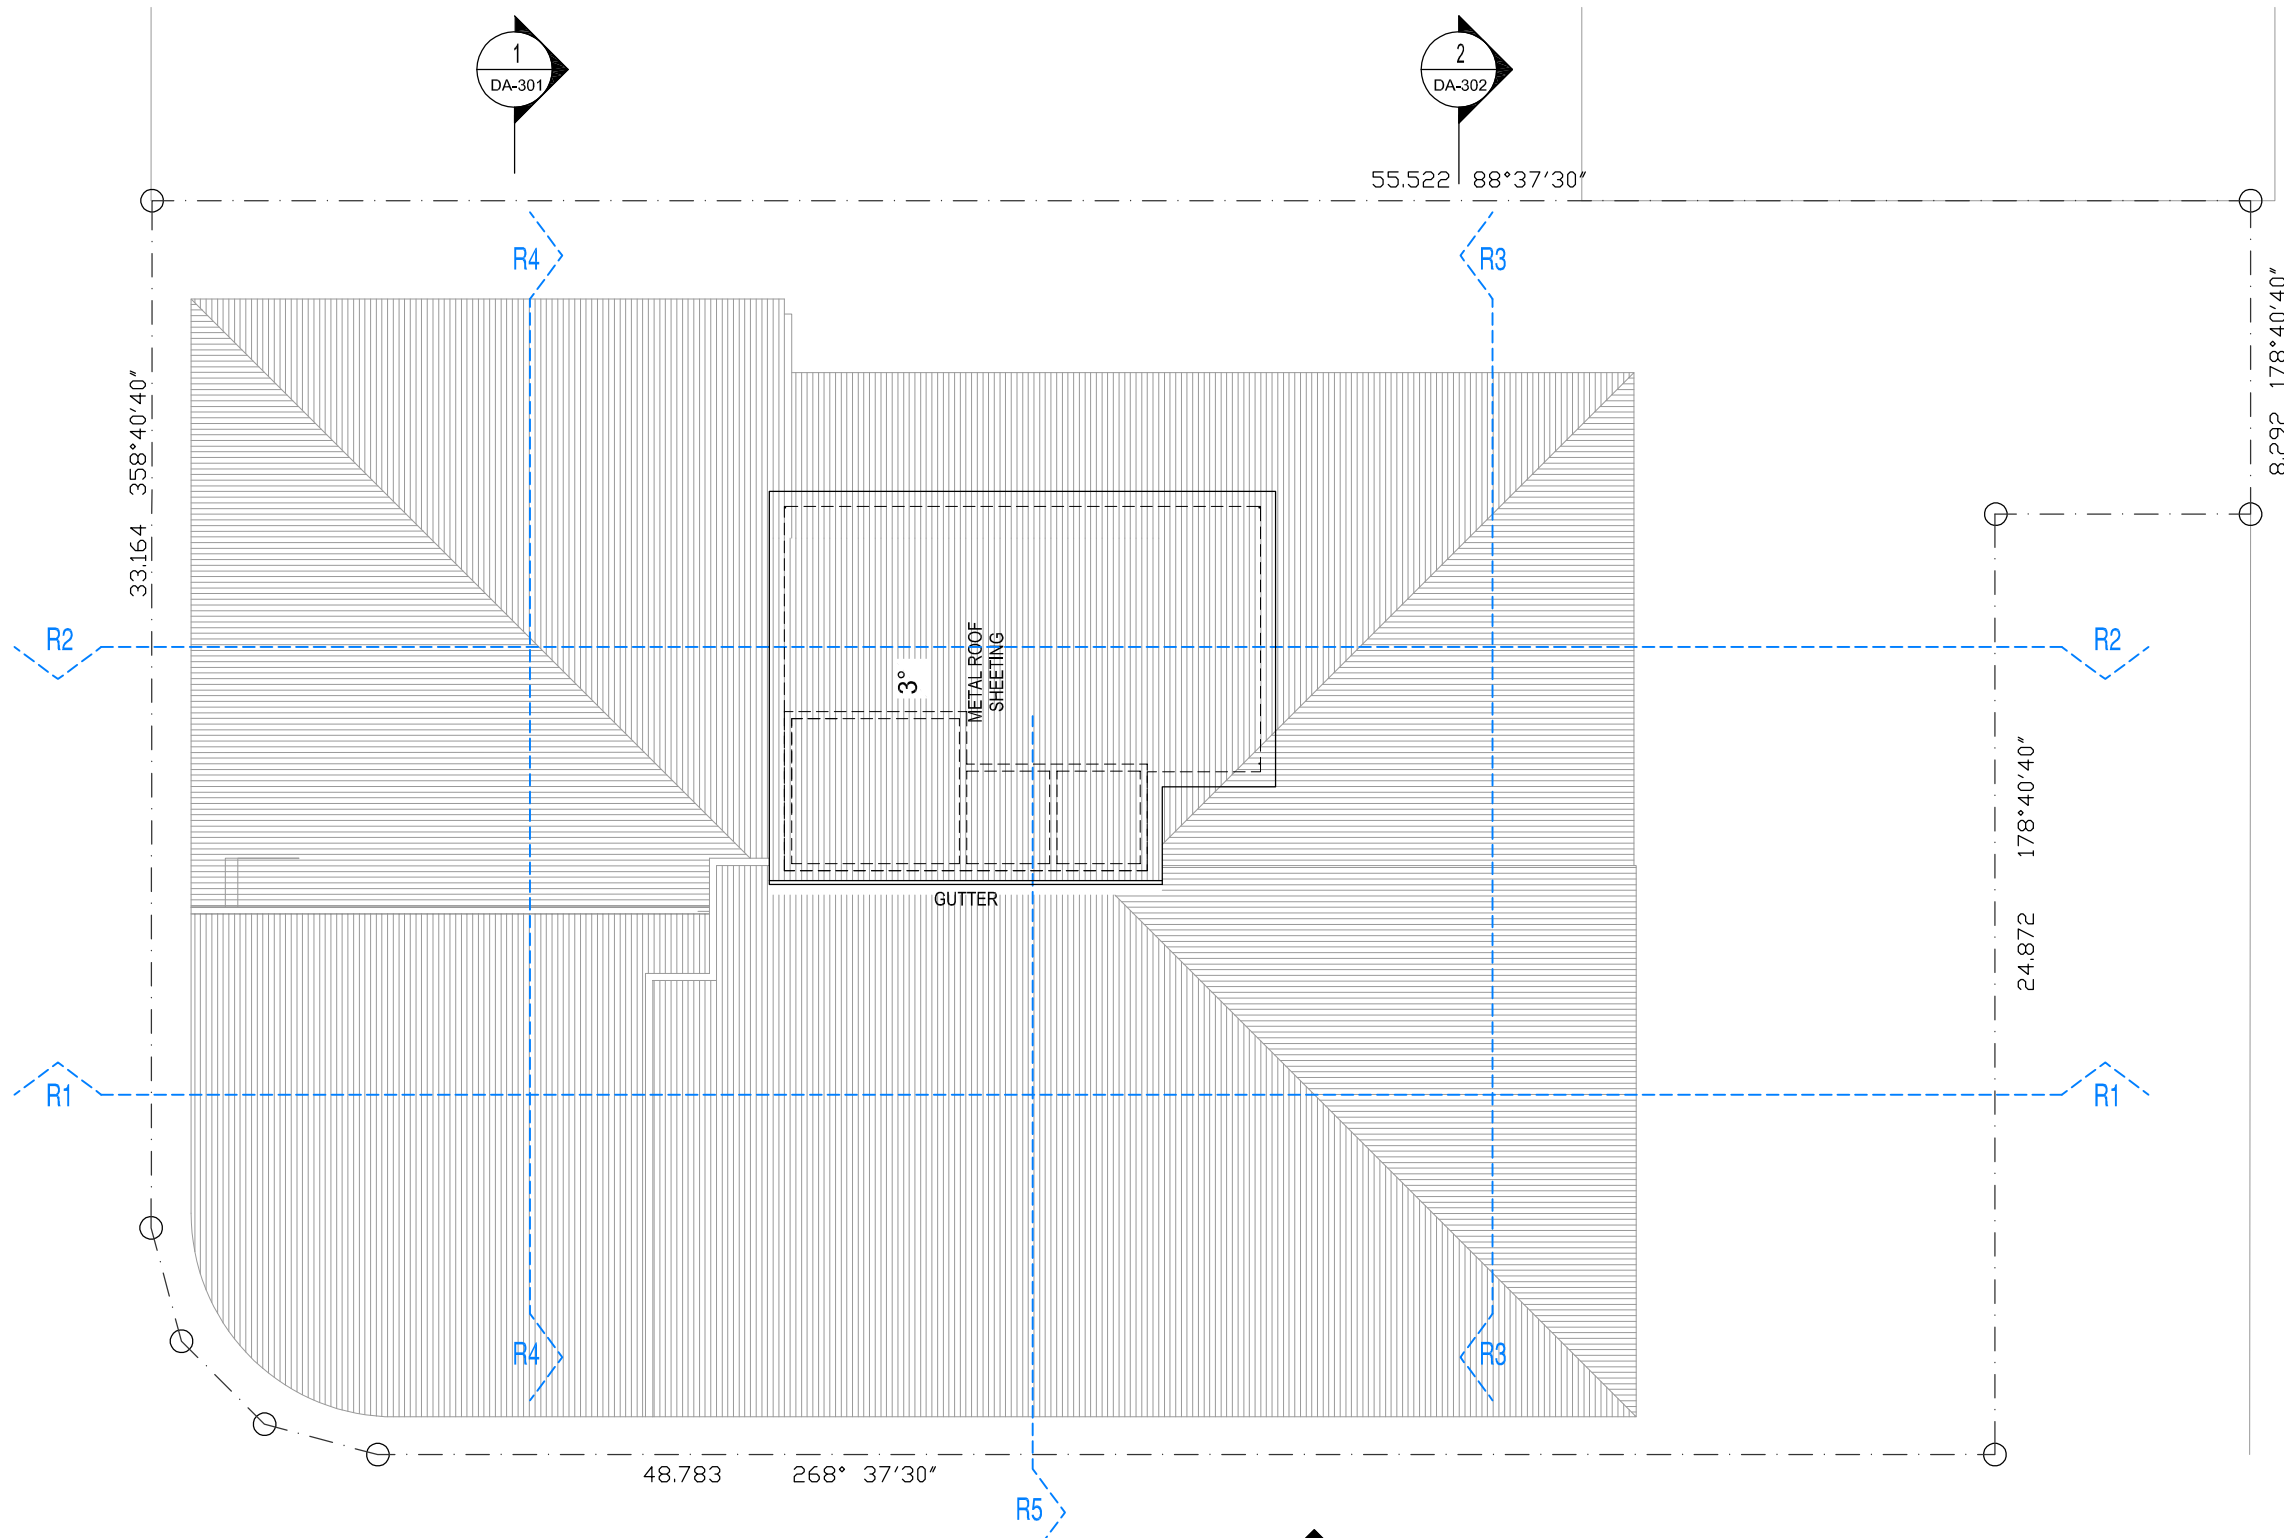 1
DA-301
2
DA-302
55.522 88°37'30"
R4
R3
8.292 178°40'40"
33.164 358°40'40"
R2
R2
METAL ROOF
SHEETING
3°
178°40'40"
24.872
GUTTER
R1
R1
R4
R3
48.783 268° 37'30"
R5